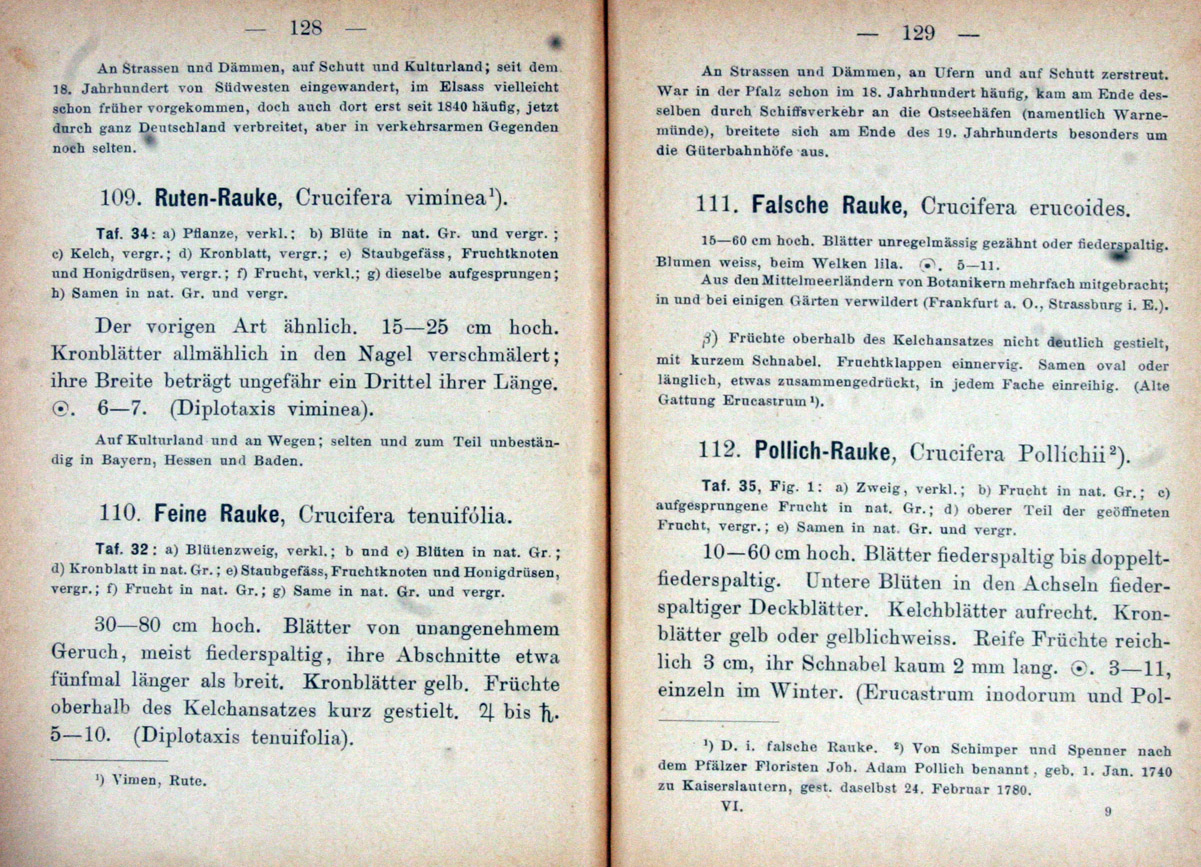 — 128 —
An Strassen und Dämmen, auf Schutt und Kulturland; seit dem
18. Jahrhundert von Südwesten eingewandert, im Elsass vielleicht
schon früher vorgekommen, doch auch dort erst seit 1840 häufig, jetzt
durch ganz Deutschland verbreitet, aber in verkehrsarmen Gegenden
noch selten.
109. Ruten-Rauke, Crucifera vimínea¹).
Taf. 34: a) Pflanze, verkl.; b) Blüte in nat. Gr. und vergr.;
c) Kelch, vergr.; d) Kronblatt, vergr.; e) Staubgefäss, Fruchtknoten
und Honigdrüsen, vergr.; f) Frucht, verkl.; g) dieselbe aufgesprungen;
h) Samen in nat. Gr. und vergr.
Der vorigen Art ähnlich. 15—25 cm hoch.
Kronblätter allmählich in den Nagel verschmälert;
ihre Breite beträgt ungefähr ein Drittel ihrer Länge.
☉. 6—7. (Diplotaxis viminea).
Auf Kulturland und an Wegen; selten und zum Teil unbestän-
dig in Bayern, Hessen und Baden.
110. Feine Rauke, Crucifera tenuifólia.
Taf. 32: a) Blütenzweig, verkl.; b und c) Blüten in nat. Gr.;
d) Kronblatt in nat. Gr.; e) Staubgefäss, Fruchtknoten und Honigdrüsen,
vergr.; f) Frucht in nat. Gr.; g) Same in nat. Gr. und vergr.
30—80 cm hoch. Blätter von unangenehmem
Geruch, meist fiederspaltig, ihre Abschnitte etwa
fünfmal länger als breit. Kronblätter gelb. Früchte
oberhalb des Kelchansatzes kurz gestielt. ♃ bis ♄.
5—10. (Diplotaxis tenuifolia).
¹) Vimen, Rute.
— 129 —
An Strassen und Dämmen, an Ufern und auf Schutt zerstreut.
War in der Pfalz schon im 18. Jahrhundert häufig, kam am Ende des-
selben durch Schiffsverkehr an die Ostseehäfen (namentlich Warne-
münde), breitete sich am Ende des 19. Jahrhunderts besonders um
die Güterbahnhöfe aus.
111. Falsche Rauke, Crucifera erucoides.
15—60 cm hoch. Blätter unregelmässig gezähnt oder fiederspaltig.
Blumen weiss, beim Welken lila. ☉. 5—11.
Aus den Mittelmeerländern von Botanikern mehrfach mitgebracht;
in und bei einigen Gärten verwildert (Frankfurt a. O., Strassburg i. E.).
β) Früchte oberhalb des Kelchansatzes nicht deutlich gestielt,
mit kurzem Schnabel. Fruchtklappen einnervig. Samen oval oder
länglich, etwas zusammengedrückt, in jedem Fache einreihig. (Alte
Gattung Erucastrum¹).
112. Pollich-Rauke, Crucifera Pollíchii²).
Taf. 35, Fig. 1: a) Zweig, verkl.; b) Frucht in nat. Gr.; c)
aufgesprungene Frucht in nat. Gr.; d) oberer Teil der geöffneten
Frucht, vergr.; e) Samen in nat. Gr. und vergr.
10—60 cm hoch. Blätter fiederspaltig bis doppelt-
fiederspaltig. Untere Blüten in den Achseln fieder-
spaltiger Deckblätter. Kelchblätter aufrecht. Kron-
blätter gelb oder gelblichweiss. Reife Früchte reich-
lich 3 cm, ihr Schnabel kaum 2 mm lang. ☉. 3—11,
einzeln im Winter. (Erucastrum inodorum und Pol-
¹) D. i. falsche Rauke. ²) Von Schimper und Spenner nach
dem Pfälzer Floristen Joh. Adam Pollich benannt, geb. 1. Jan. 1740
zu Kaiserslautern, gest. daselbst 24. Februar 1780.
VI. 9